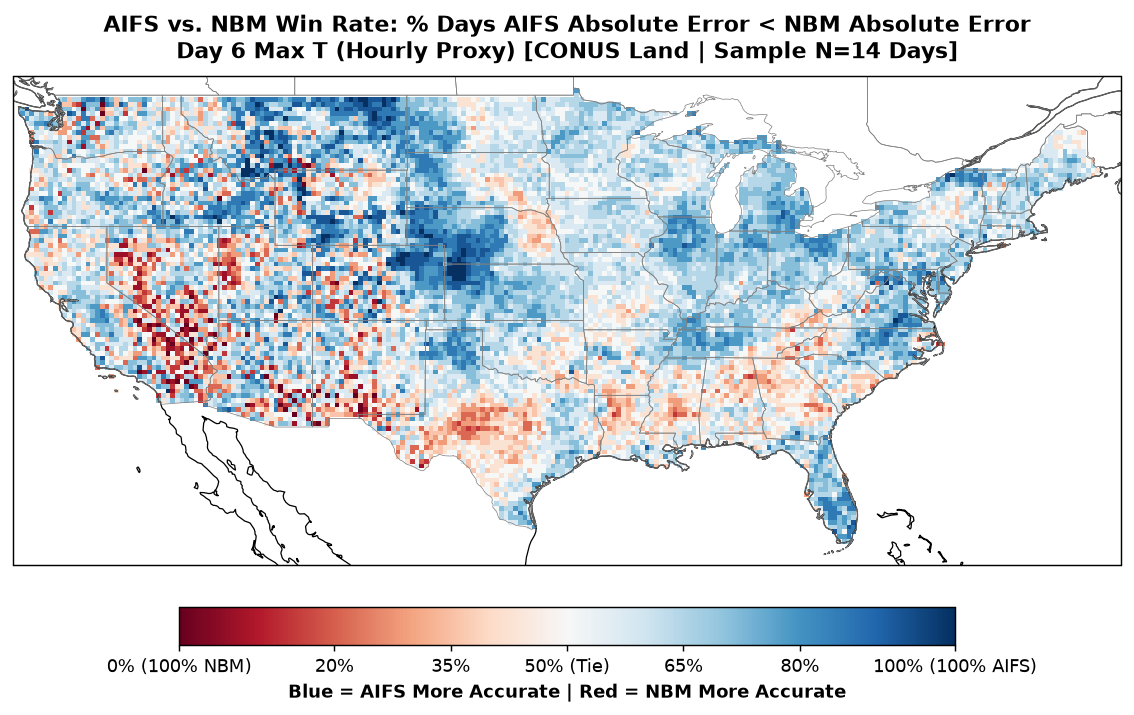 AIFS vs. NBM Win Rate: % Days AIFS Absolute Error < NBM Absolute Error
Day 6 Max T (Hourly Proxy) [CONUS Land | Sample N=14 Days]
0% (100% NBM) 20% 35% 50% (Tie) 65% 80% 100% (100% AIFS)
Blue = AIFS More Accurate | Red = NBM More Accurate